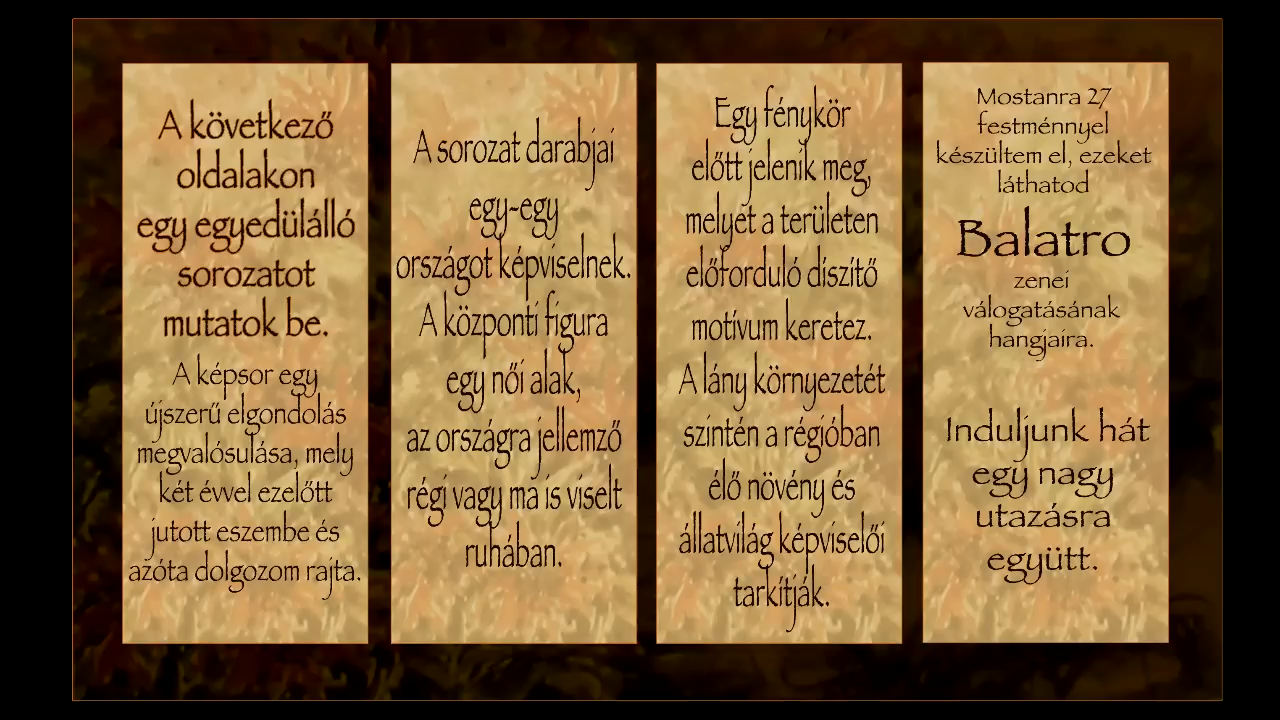 A következő
oldalakon
egy egyedülálló
sorozatot
mutatok be.
A képsor egy
újszerű elgondolás
megvalósulása, mely
két évvel ezelőtt
jutott eszembe és
azóta dolgozom rajta.
A sorozat darabjai
egy-egy
országot képviselnek.
A központi figura
egy női alak,
az országra jellemző
régi vagy ma is viselt
ruhában.
Egy fénykör
előtt jelenik meg,
melyet a területen
előforduló díszítő
motívum keretez.
A lány környezetét
szintén a régióban
élő növény és
állatvilág képviselői
tarkítják.
Mostanra 27
festménnyel
készültem el, ezeket
láthatod
Balatro
zenei
válogatásának
hangjaira.
Induljunk hát
egy nagy
utazásra
együtt.